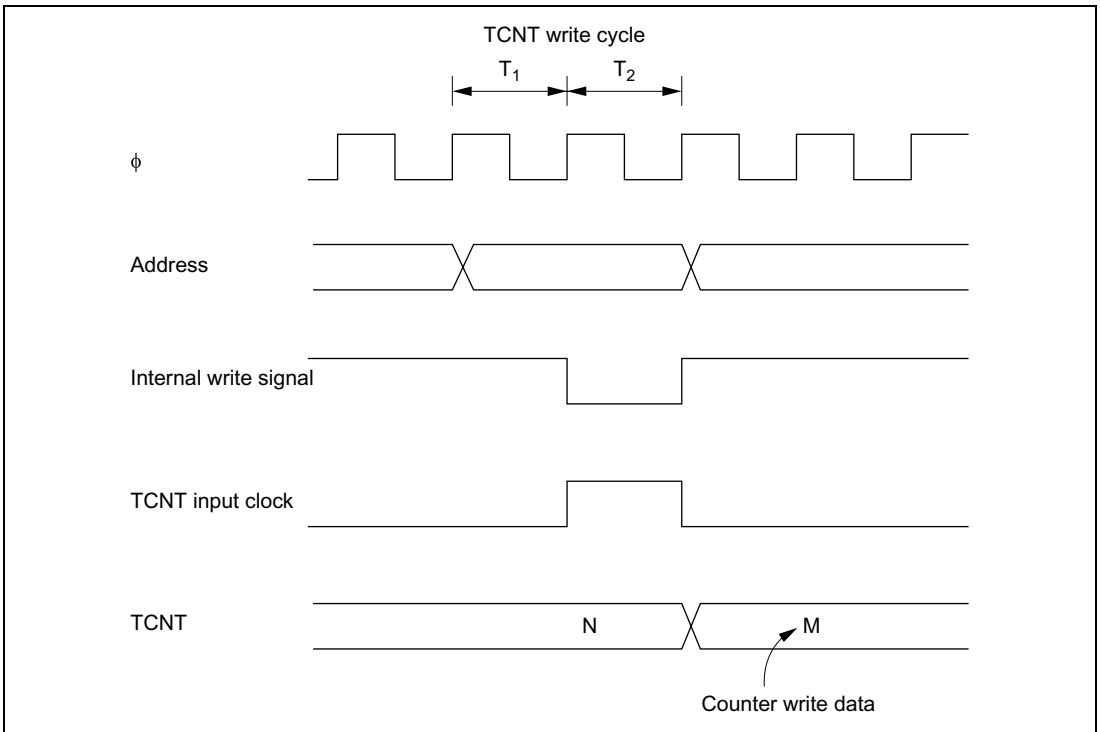 TCNT write cycle
T1 T2
ϕ
Address
Internal write signal
TCNT input clock
TCNT N M
Counter write data